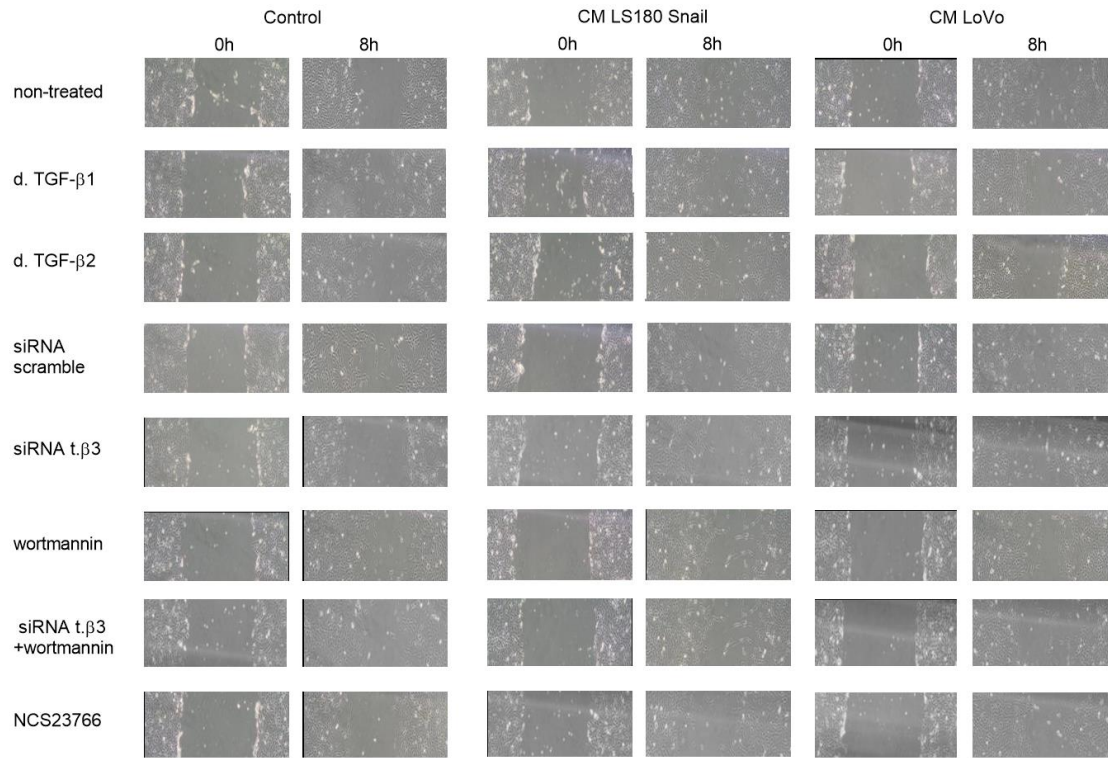 Control CM LS180 Snail CM LoVo
0h 8h 0h 8h 0h 8h
non-treated
d. TGF-β1
d. TGF-β2
siRNA
scramble
siRNA t.β3
wortmannin
siRNA t.β3
+wortmannin
NCS23766